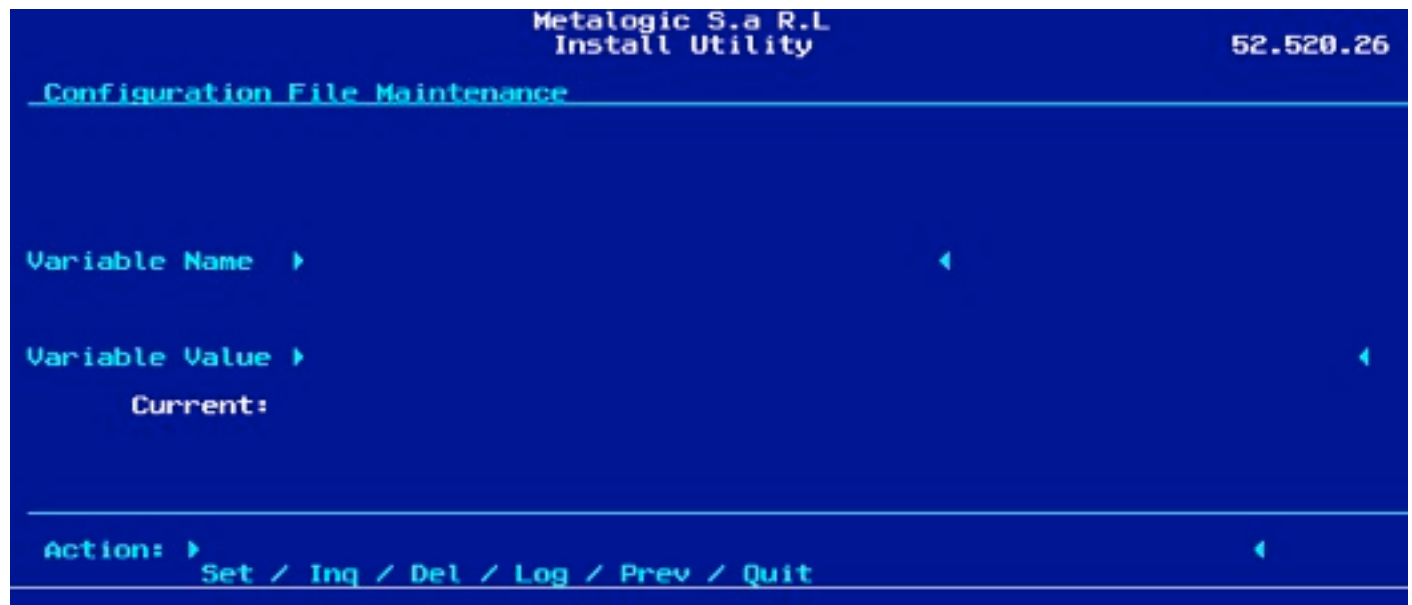 Metalogic S.a R.L
Install Utility 52.520.26
Configuration File Maintenance
Variable Name
Variable Value
Current:
Action:
Set / Inq / Del / Log / Prev / Quit